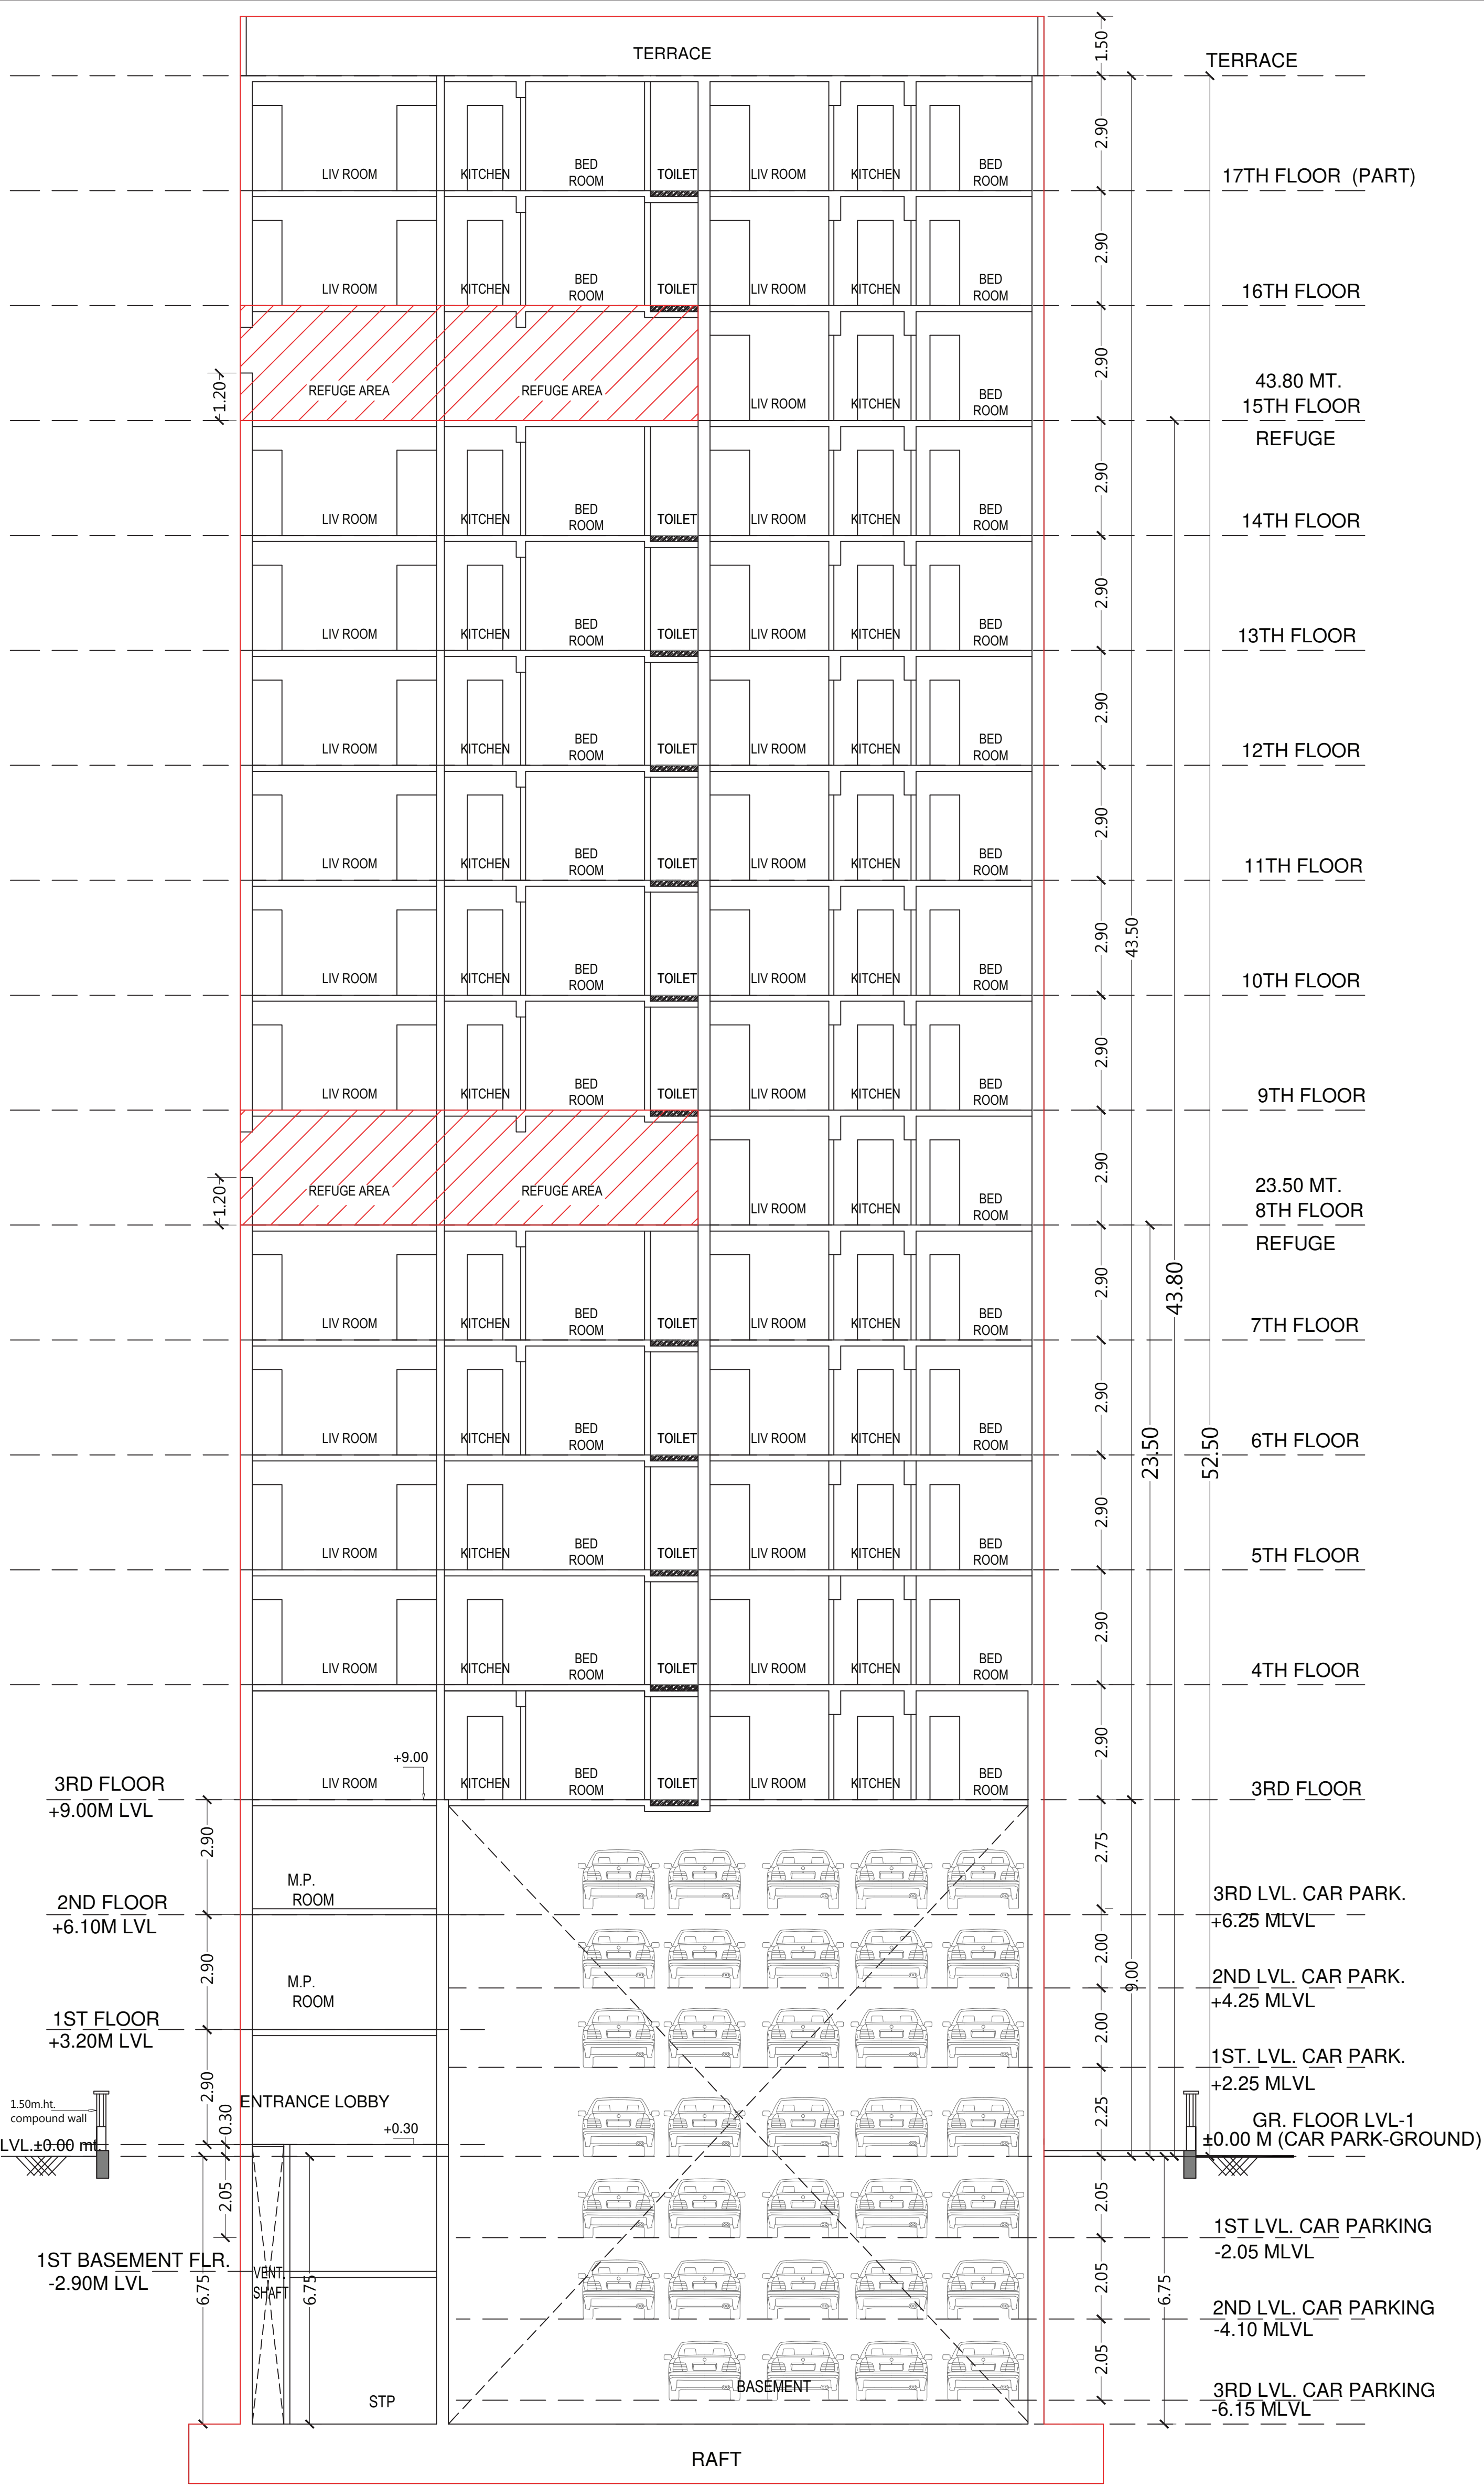 TERRACE
1.50
TERRACE
2.90
LIV ROOM
KITCHEN
BED
ROOM
TOILET
LIV ROOM
KITCHEN
BED
ROOM
17TH FLOOR (PART)
2.90
LIV ROOM
KITCHEN
BED
ROOM
TOILET
LIV ROOM
KITCHEN
BED
ROOM
16TH FLOOR
1.20
REFUGE AREA
REFUGE AREA
LIV ROOM
KITCHEN
BED
ROOM
2.90
43.80 MT.
15TH FLOOR
REFUGE
2.90
LIV ROOM
KITCHEN
BED
ROOM
TOILET
LIV ROOM
KITCHEN
BED
ROOM
14TH FLOOR
2.90
LIV ROOM
KITCHEN
BED
ROOM
TOILET
LIV ROOM
KITCHEN
BED
ROOM
13TH FLOOR
2.90
LIV ROOM
KITCHEN
BED
ROOM
TOILET
LIV ROOM
KITCHEN
BED
ROOM
12TH FLOOR
2.90
LIV ROOM
KITCHEN
BED
ROOM
TOILET
LIV ROOM
KITCHEN
BED
ROOM
11TH FLOOR
2.90
43.50
LIV ROOM
KITCHEN
BED
ROOM
TOILET
LIV ROOM
KITCHEN
BED
ROOM
10TH FLOOR
2.90
LIV ROOM
KITCHEN
BED
ROOM
TOILET
LIV ROOM
KITCHEN
BED
ROOM
9TH FLOOR
1.20
REFUGE AREA
REFUGE AREA
LIV ROOM
KITCHEN
BED
ROOM
2.90
23.50 MT.
8TH FLOOR
REFUGE
2.90
43.80
LIV ROOM
KITCHEN
BED
ROOM
TOILET
LIV ROOM
KITCHEN
BED
ROOM
7TH FLOOR
2.90
LIV ROOM
KITCHEN
BED
ROOM
TOILET
LIV ROOM
KITCHEN
BED
ROOM
6TH FLOOR
23.50
52.50
2.90
LIV ROOM
KITCHEN
BED
ROOM
TOILET
LIV ROOM
KITCHEN
BED
ROOM
5TH FLOOR
2.90
LIV ROOM
KITCHEN
BED
ROOM
TOILET
LIV ROOM
KITCHEN
BED
ROOM
4TH FLOOR
2.90
+9.00
LIV ROOM
KITCHEN
BED
ROOM
TOILET
LIV ROOM
KITCHEN
BED
ROOM
3RD FLOOR
3RD FLOOR
+9.00M LVL
2.90
2.75
M.P.
ROOM
2ND FLOOR
+6.10M LVL
3RD LVL. CAR PARK.
+6.25 MLVL
2.90
2.00
9.00
M.P.
ROOM
2ND LVL. CAR PARK.
+4.25 MLVL
1ST FLOOR
+3.20M LVL
2.00
1ST. LVL. CAR PARK.
+2.25 MLVL
2.90
0.30
ENTRANCE LOBBY
+0.30
2.25
1.50m.ht.
compound wall
LVL.±0.00 mt
GR. FLOOR LVL-1
±0.00 M (CAR PARK-GROUND)
2.05
2.05
1ST LVL. CAR PARKING
-2.05 MLVL
1ST BASEMENT FLR.
-2.90M LVL
VENT.
SHAFT
6.75
6.75
2.05
6.75
2ND LVL. CAR PARKING
-4.10 MLVL
2.05
STP
BASEMENT
3RD LVL. CAR PARKING
-6.15 MLVL
RAFT